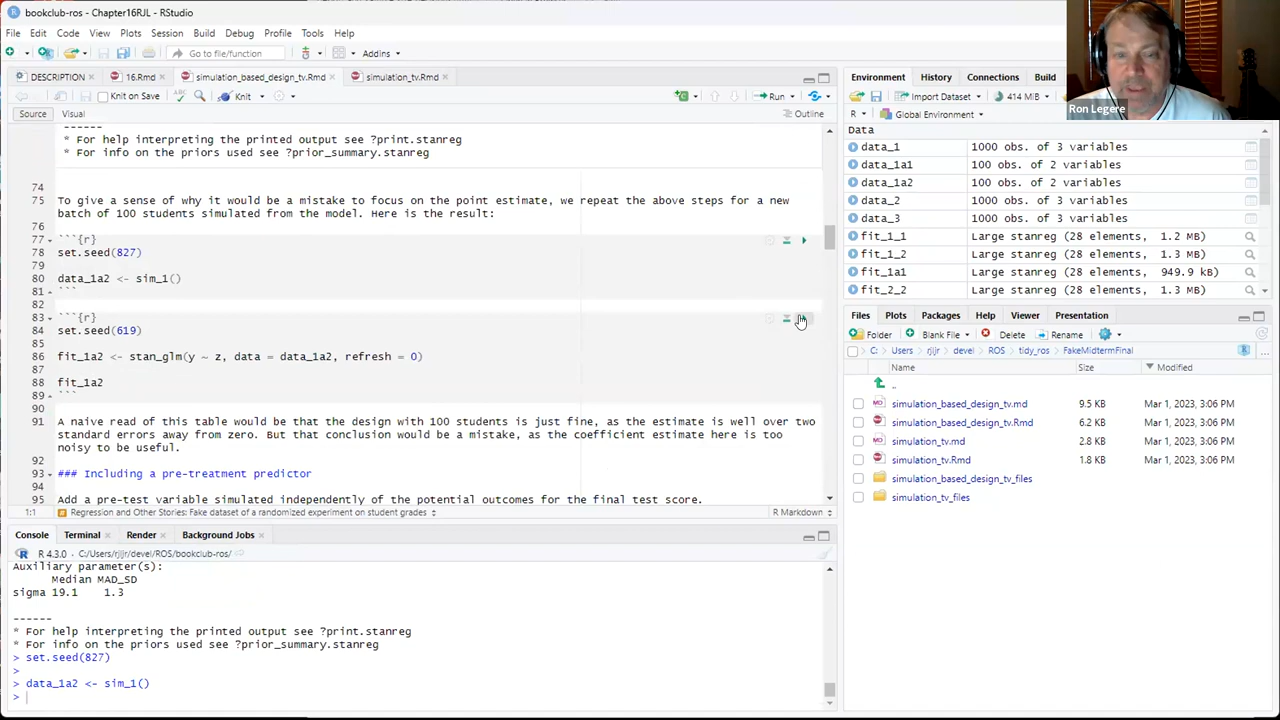 bookclub-ros - Chapter16RJL - RStudio
File Edit Code View Plots Session Build Debug Profile Tools Help
Go to file/function
Addins
DESCRIPTION
16.Rmd
simulation_based_design_tv.Rmd
simulation_tv.Rmd
Knit on Save
Knit
Run
Source
Visual
Outline
------
* For help interpreting the printed output see ?print.stanreg
* For info on the priors used see ?prior_summary.stanreg
74
75 To give a sense of why it would be a mistake to focus on the point estimate, we repeat the above steps for a new
batch of 100 students simulated from the model. Here is the result:
76
77 ```{r}
78 set.seed(827)
79
80 data_1a2 <- sim_1()
81 ```
82
83 ```{r}
84 set.seed(619)
85
86 fit_1a2 <- stan_glm(y ~ z, data = data_1a2, refresh = 0)
87
88 fit_1a2
89 ```
90
91 A naive read of this table would be that the design with 100 students is just fine, as the estimate is well over two
standard errors away from zero. But that conclusion would be a mistake, as the coefficient estimate here is too
noisy to be useful.
92
93 ### Including a pre-treatment predictor
94
95 Add a pre-test variable simulated independently of the potential outcomes for the final test score.
1:1 Regression and Other Stories: Fake dataset of a randomized experiment on student grades
R Markdown
Console Terminal Render Background Jobs
R 4.3.0 · C:/Users/rjljr/devel/ROS/bookclub-ros/
Auxiliary parameter(s):
Median MAD_SD
sigma 19.1 1.3
------
* For help interpreting the printed output see ?print.stanreg
* For info on the priors used see ?prior_summary.stanreg
> set.seed(827)
>
> data_1a2 <- sim_1()
>
Ron Legere
Environment History Connections Build
Import Dataset
414 MiB
R
Global Environment
Data
data_1 1000 obs. of 3 variables
data_1a1 100 obs. of 2 variables
data_1a2 100 obs. of 2 variables
data_2 1000 obs. of 3 variables
data_3 1000 obs. of 3 variables
fit_1_1 Large stanreg (28 elements, 1.2 MB)
fit_1_2 Large stanreg (28 elements, 1.3 MB)
fit_1a1 Large stanreg (28 elements, 949.9 kB)
fit_2_2 Large stanreg (28 elements, 1.3 MB)
Files Plots Packages Help Viewer Presentation
Folder
Blank File
Delete
Rename
C: Users rjljr devel ROS tidy_ros FakeMidtermFinal
Name Size Modified
..
simulation_based_design_tv.md 9.5 KB Mar 1, 2023, 3:06 PM
simulation_based_design_tv.Rmd 6.2 KB Mar 1, 2023, 3:06 PM
simulation_tv.md 2.8 KB Mar 1, 2023, 3:06 PM
simulation_tv.Rmd 1.8 KB Mar 1, 2023, 3:06 PM
simulation_based_design_tv_files
simulation_tv_files